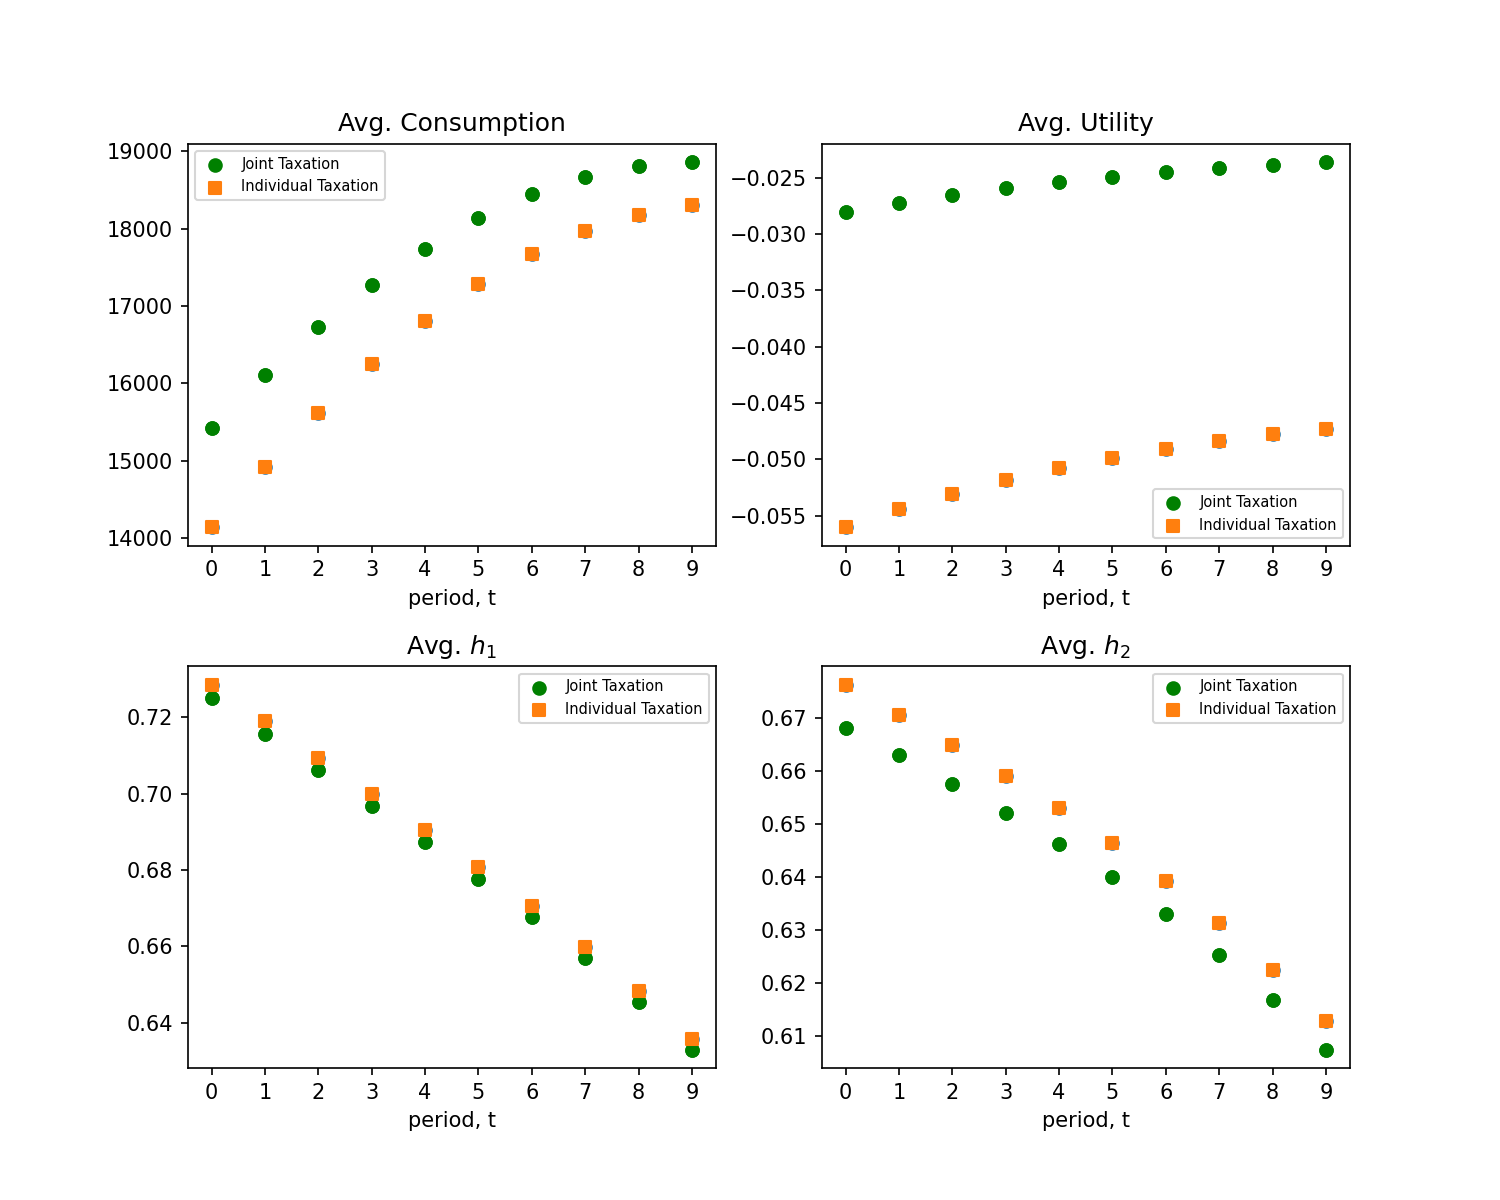 Avg. Consumption
19000
18000
17000
16000
15000
14000
Joint Taxation
Individual Taxation
0 1 2 3 4 5 6 7 8 9
period, t
Avg. Utility
−0.025
−0.030
−0.035
−0.040
−0.045
−0.050
−0.055
Joint Taxation
Individual Taxation
0 1 2 3 4 5 6 7 8 9
period, t
Avg. h₁
0.72
0.70
0.68
0.66
0.64
Joint Taxation
Individual Taxation
0 1 2 3 4 5 6 7 8 9
period, t
Avg. h₂
0.67
0.66
0.65
0.64
0.63
0.62
0.61
Joint Taxation
Individual Taxation
0 1 2 3 4 5 6 7 8 9
period, t